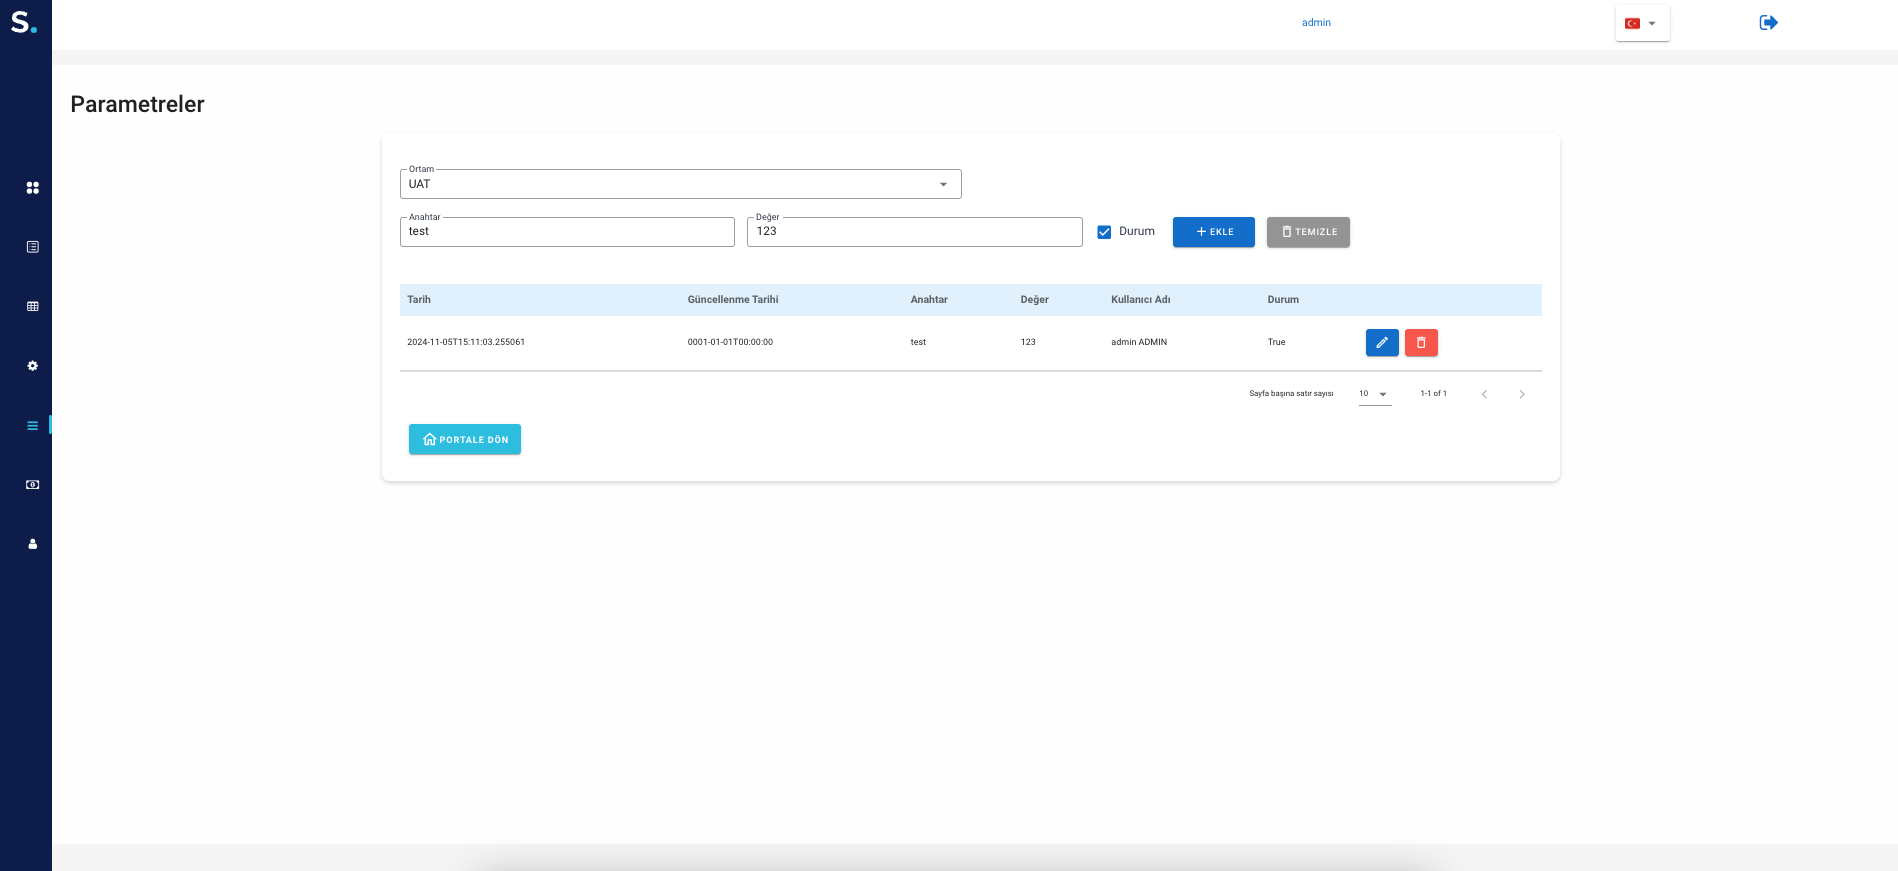 S.
admin
Parametreler
Ortam
UAT
Anahtar
test
Değer
123
Durum
EKLE
TEMIZLE
Tarih Güncellenme Tarihi Anahtar Değer Kullanıcı Adı Durum
2024-11-05T15:11:03.255061 0001-01-01T00:00:00 test 123 admin ADMIN True
Sayfa başına satır sayısı 10 1-1 of 1
PORTALE DÖN